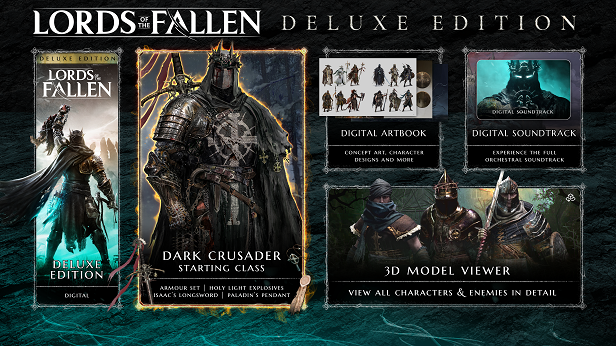 LORDS OF THE FALLEN DELUXE EDITION
DELUXE EDITION
LORDS OF THE
FALLEN
DELUXE
EDITION
DIGITAL
DARK CRUSADER
STARTING CLASS
ARMOUR SET | HOLY LIGHT EXPLOSIVES
ISAAC'S LONGSWORD | PALADIN'S PENDANT
DIGITAL ARTBOOK
CONCEPT ART, CHARACTER
DESIGNS AND MORE
DIGITAL SOUNDTRACK
DIGITAL SOUNDTRACK
EXPERIENCE THE FULL
ORCHESTRAL SOUNDTRACK
3D MODEL VIEWER
VIEW ALL CHARACTERS & ENEMIES IN DETAIL